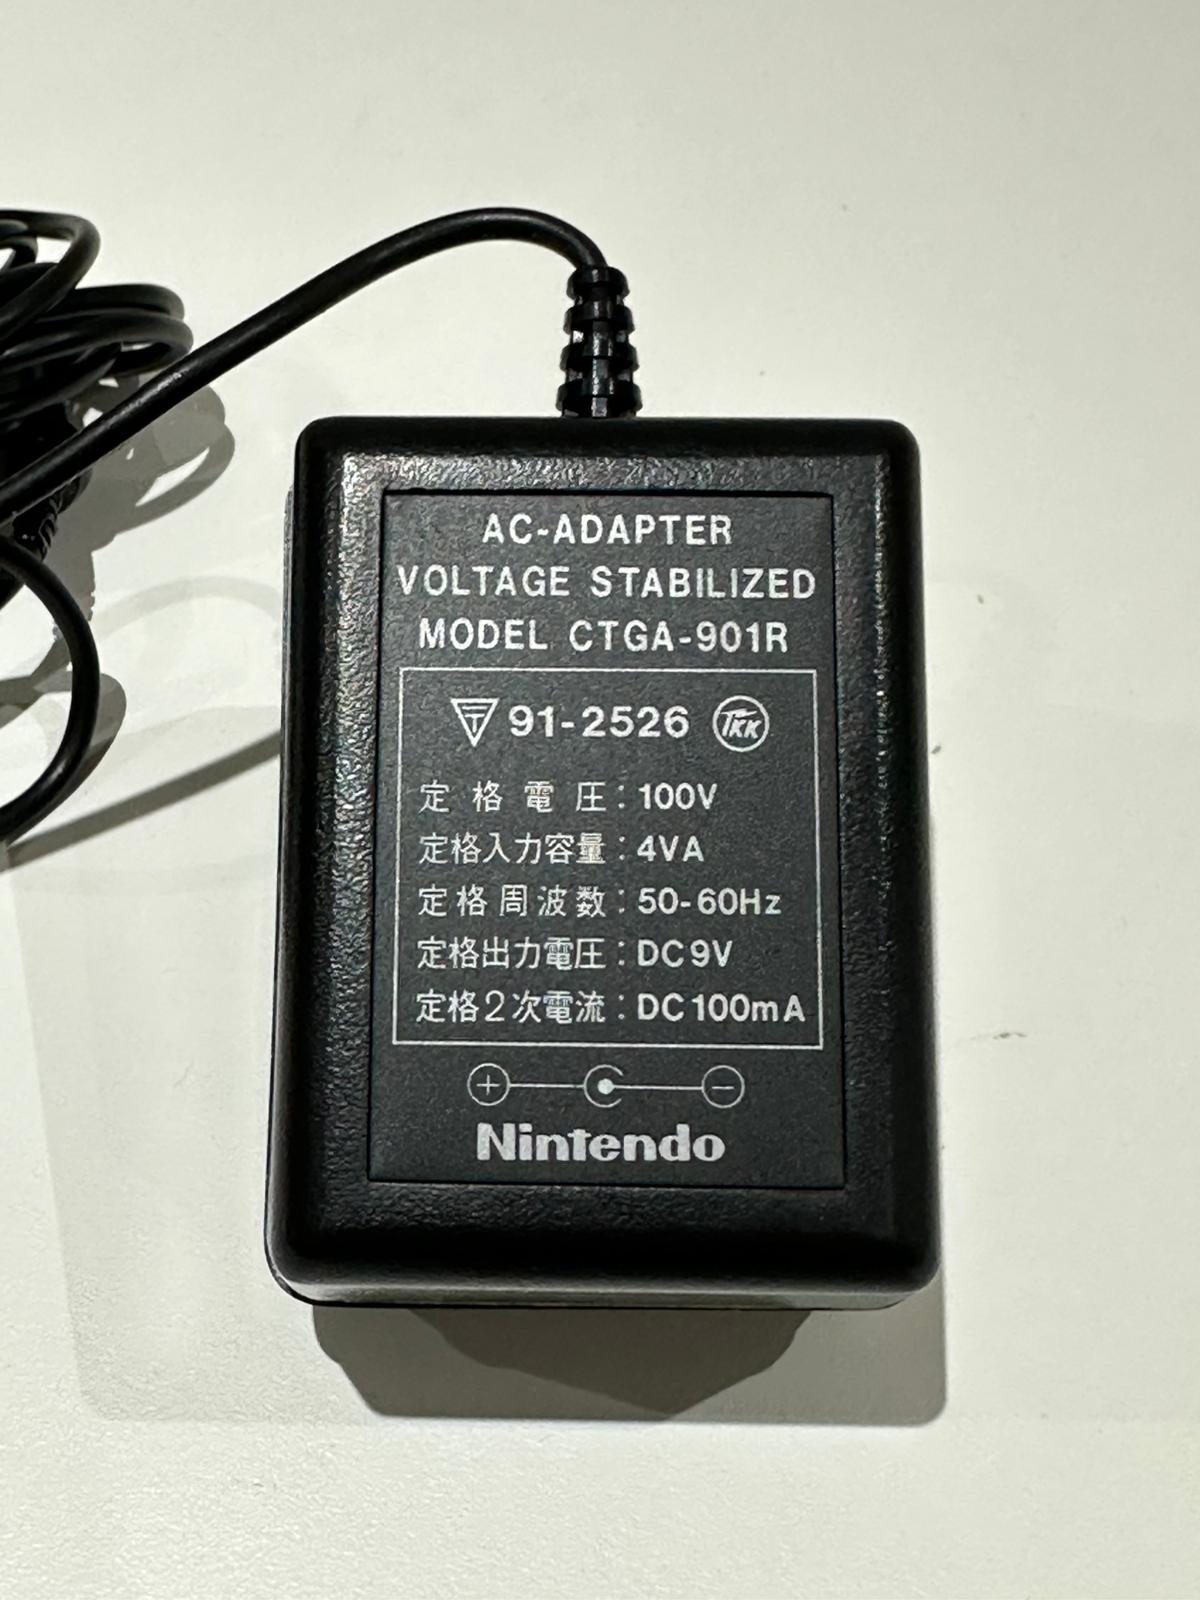 AC-ADAPTER
VOLTAGE STABILIZED
MODEL CTGA-901R
〒 91-2526 TKK
定格電圧：100V
定格入力容量：4VA
定格周波数：50-60Hz
定格出力電圧：DC9V
定格2次電流：DC100mA
+ −
Nintendo